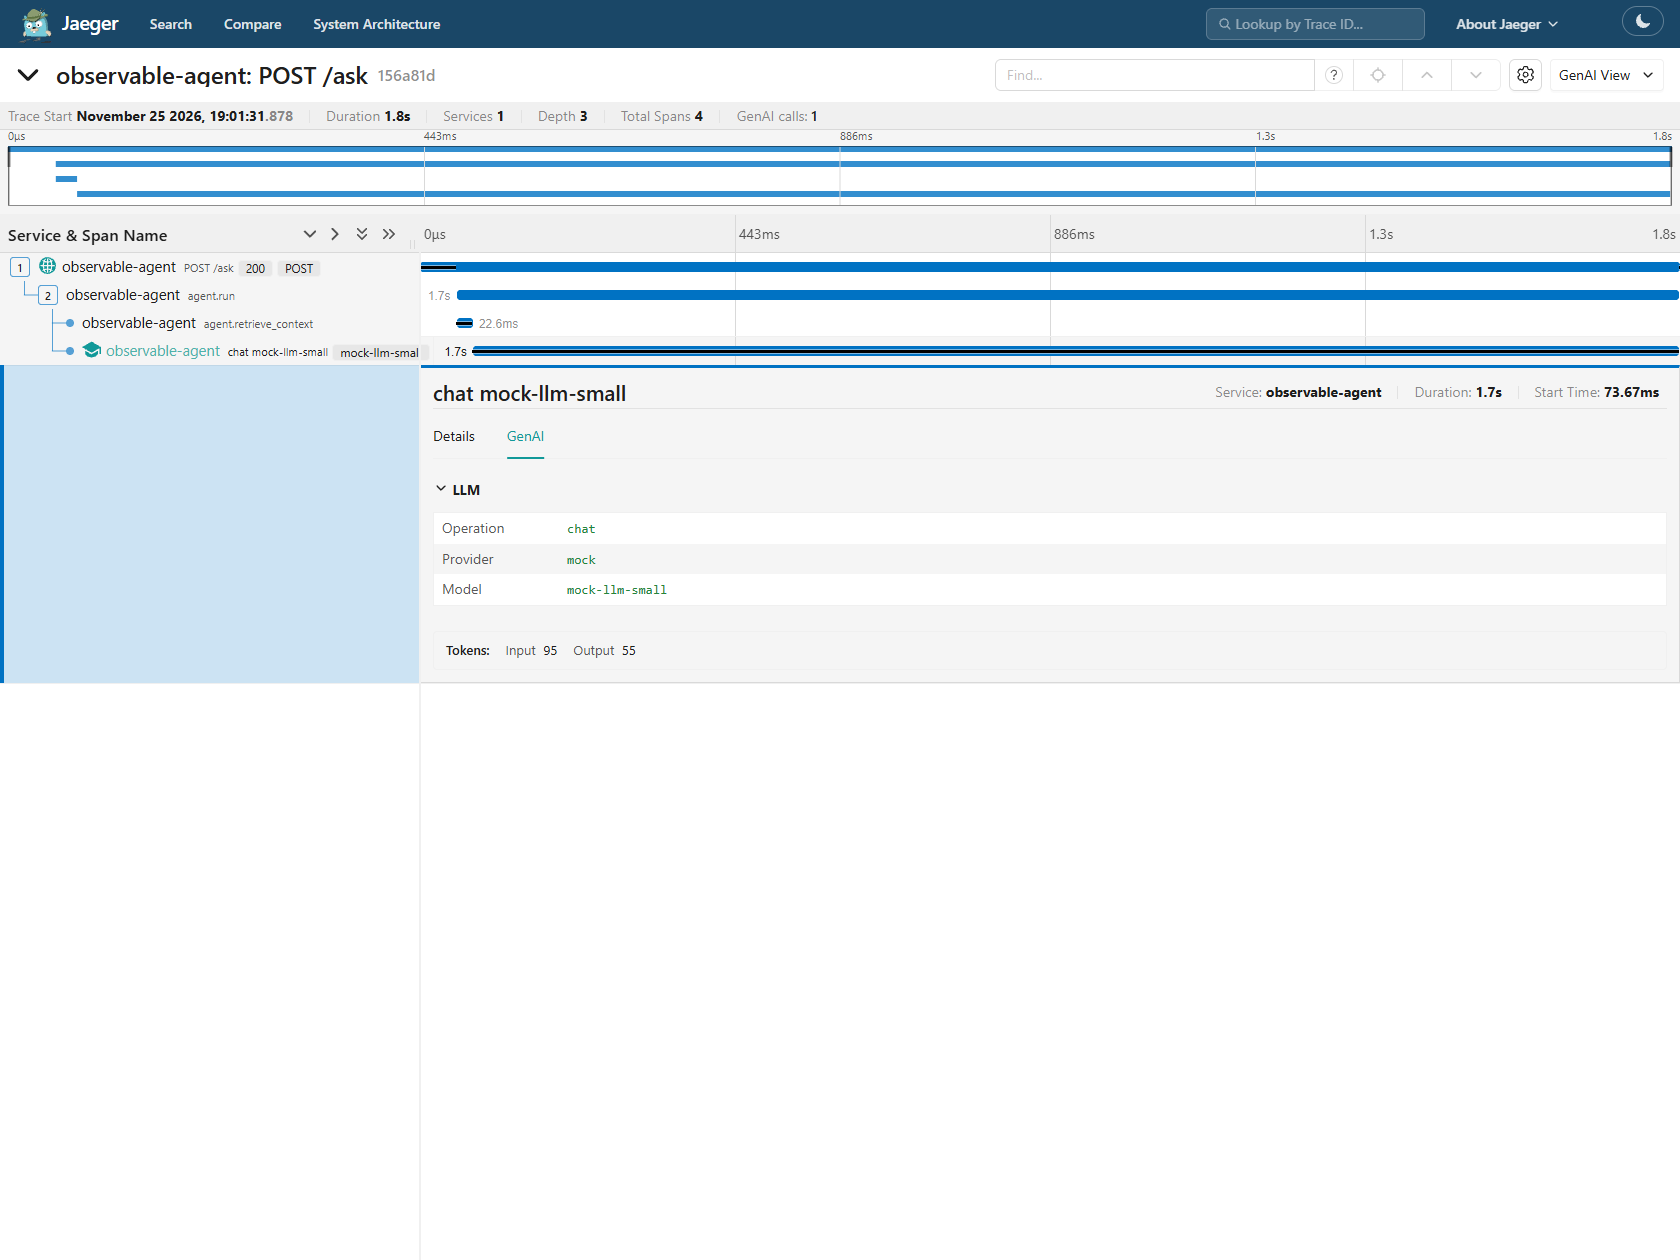 Jaeger Search Compare System Architecture Lookup by Trace ID... About Jaeger
observable-agent: POST /ask 156a81d Find... ? GenAI View
Trace Start November 25 2026, 19:01:31.878 Duration 1.8s Services 1 Depth 3 Total Spans 4 GenAI calls: 1
0μs 443ms 886ms 1.3s 1.8s
Service & Span Name 0μs 443ms 886ms 1.3s 1.8s
1 observable-agent POST /ask 200 POST
2 observable-agent agent.run 1.7s
observable-agent agent.retrieve_context 22.6ms
observable-agent chat mock-llm-small mock-llm-smal 1.7s
chat mock-llm-small Service: observable-agent Duration: 1.7s Start Time: 73.67ms
Details GenAI
LLM
Operation chat
Provider mock
Model mock-llm-small
Tokens: Input 95 Output 55